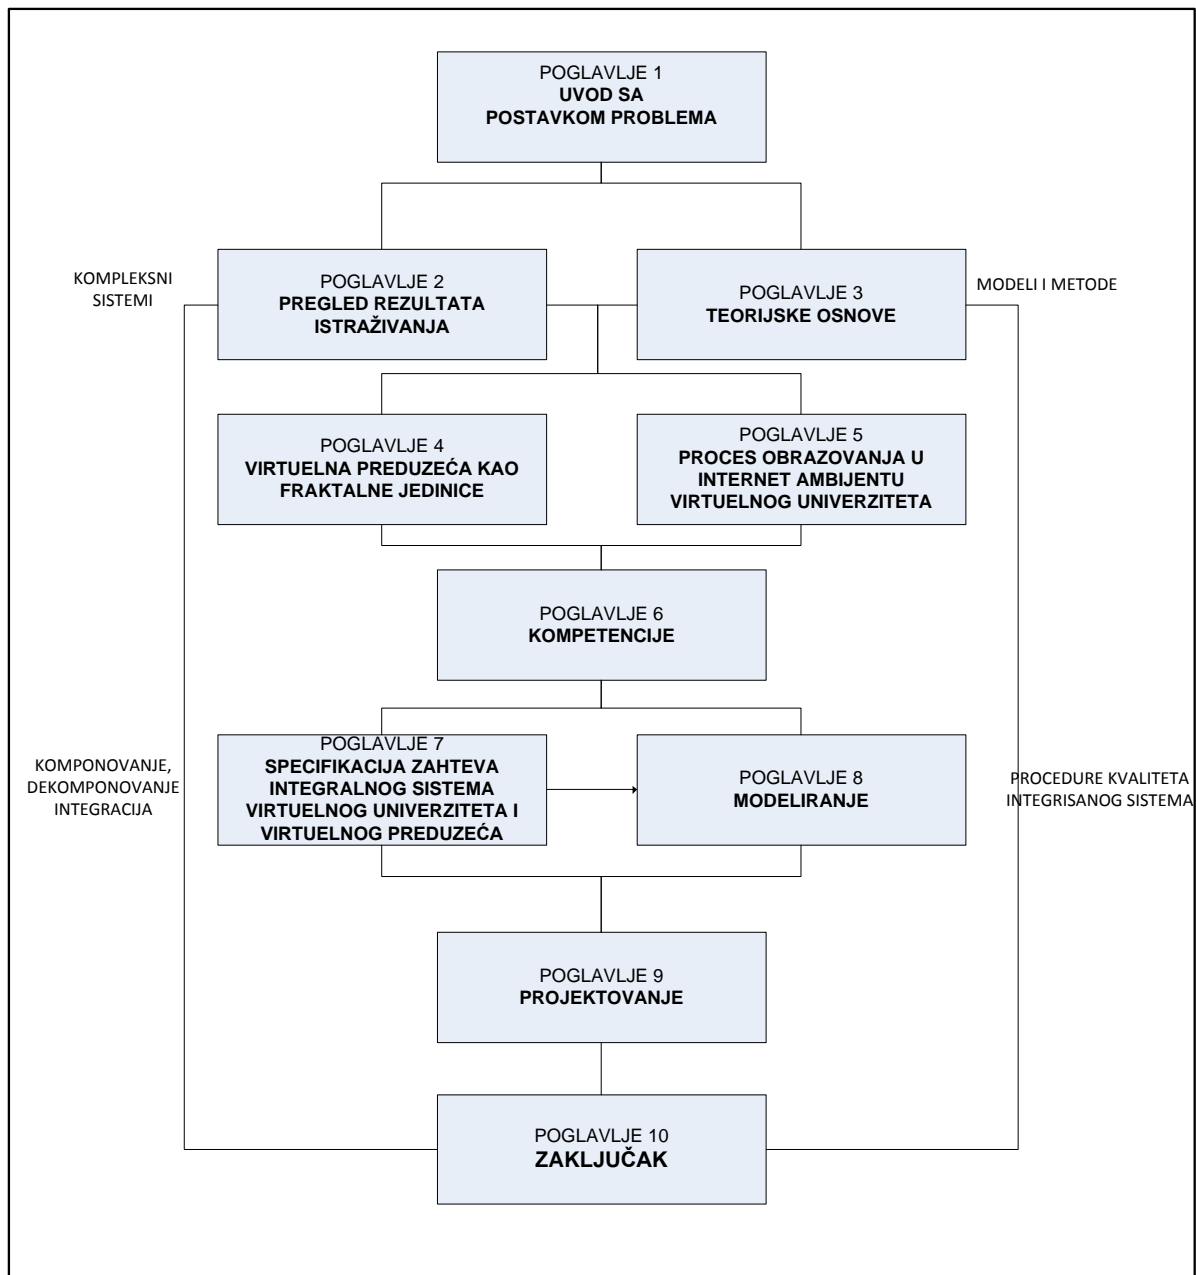 POGLAVLJE 1
UVOD SA
POSTAVKOM PROBLEMA
KOMPLEKSNI
SISTEMI
POGLAVLJE 2
PREGLED REZULTATA
ISTRAŽIVANJA
POGLAVLJE 3
TEORIJSKE OSNOVE
MODELI I METODE
POGLAVLJE 4
VIRTUELNA PREDUZEĆA KAO
FRAKTALNE JEDINICE
POGLAVLJE 5
PROCES OBRAZOVANJA U
INTERNET AMBIJENTU
VIRTUELNOG UNIVERZITETA
POGLAVLJE 6
KOMPETENCIJE
KOMPONOVANJE,
DEKOMPONOVANJE
INTEGRACIJA
POGLAVLJE 7
SPECIFIKACIJA ZAHTEVA
INTEGRALNOG SISTEMA
VIRTUELNOG UNIVERZITETA I
VIRTUELNOG PREDUZEĆA
POGLAVLJE 8
MODELIRANJE
PROCEDURE KVALITETA
INTEGRISANOG SISTEMA
POGLAVLJE 9
PROJEKTOVANJE
POGLAVLJE 10
ZAKLJUČAK